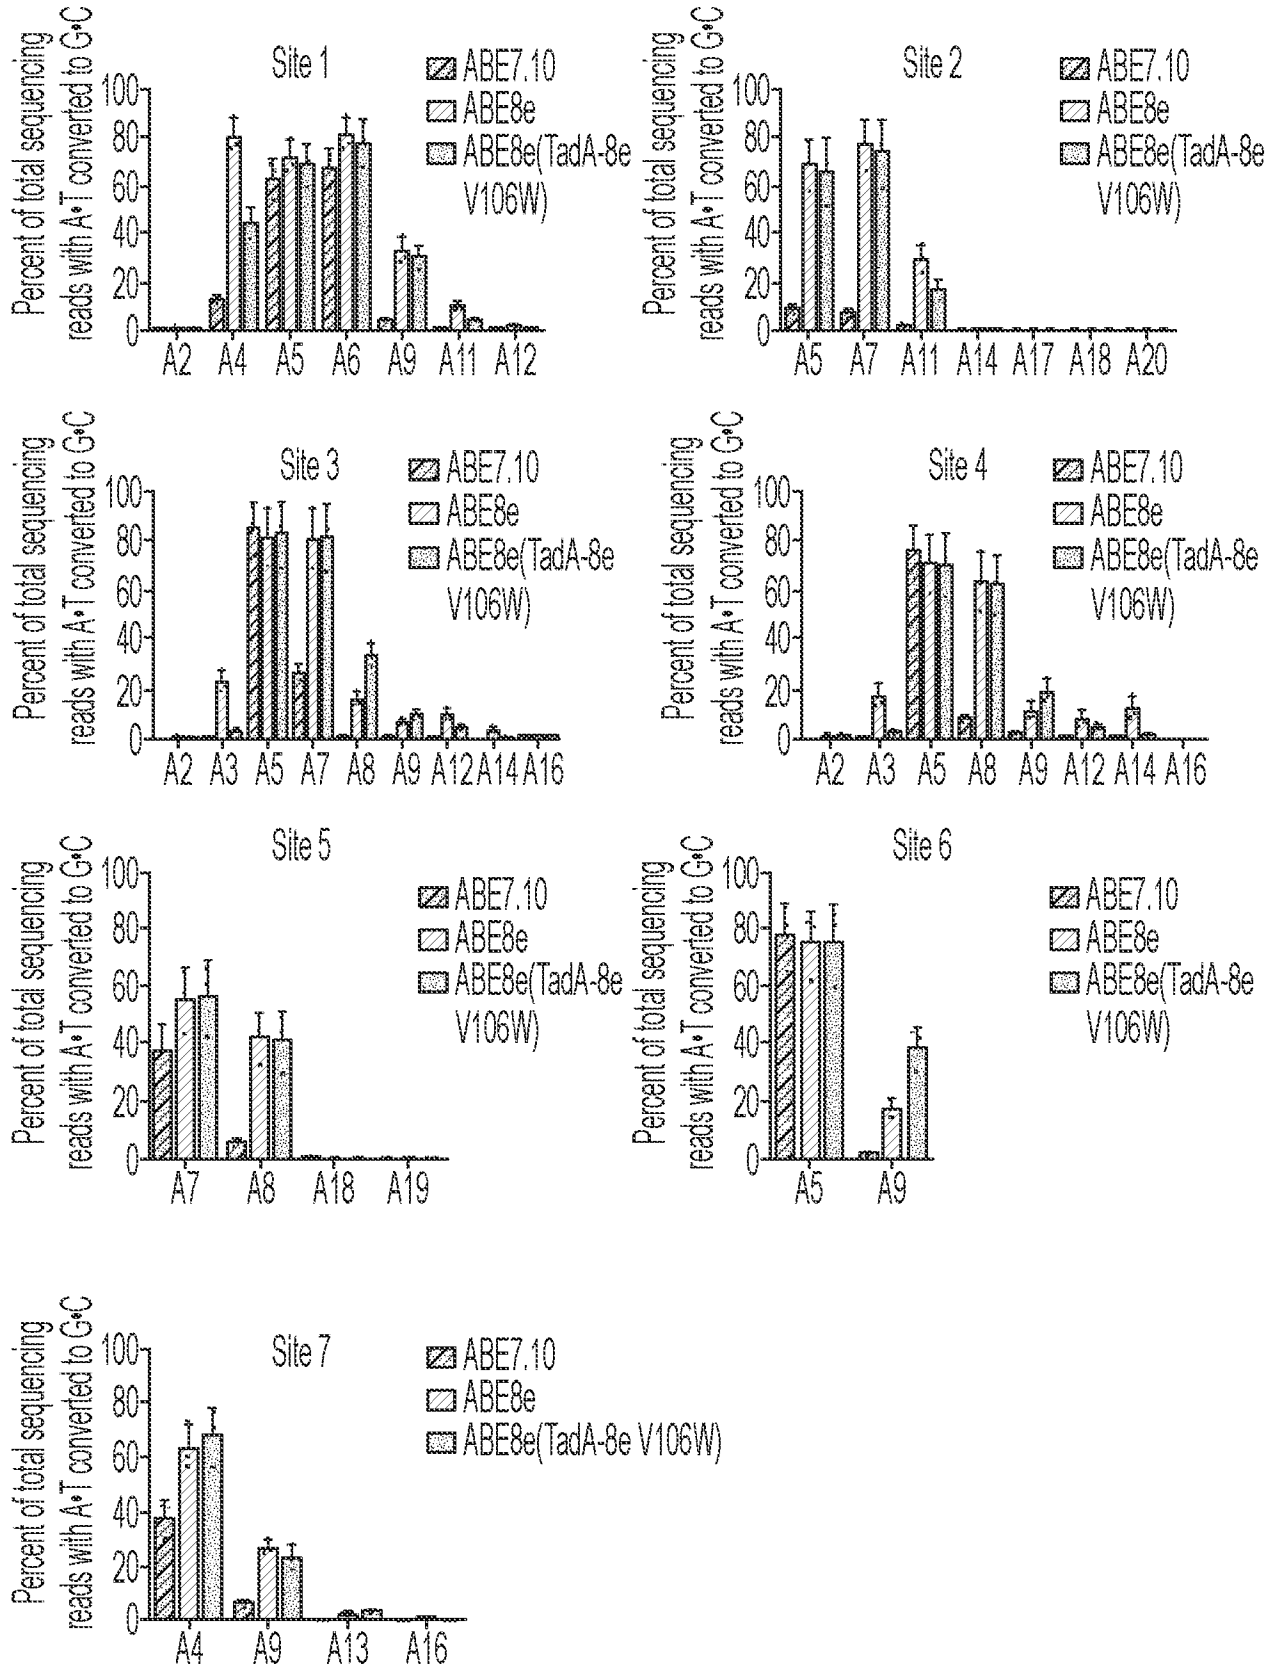 Percent of total sequencing
reads with A•T converted to G•C
Site 1
ABE7.10
ABE8e
ABE8e(TadA-8e
V106W)
100
80
60
40
20
0
A2 A4 A5 A6 A9 A11 A12
Percent of total sequencing
reads with A•T converted to G•C
Site 2
ABE7.10
ABE8e
ABE8e(TadA-8e
V106W)
100
80
60
40
20
0
A5 A7 A11 A14 A17 A18 A20
Percent of total sequencing
reads with A•T converted to G•C
Site 3
ABE7.10
ABE8e
ABE8e(TadA-8e
V106W)
100
80
60
40
20
0
A2 A3 A5 A7 A8 A9 A12 A14 A16
Percent of total sequencing
reads with A•T converted to G•C
Site 4
ABE7.10
ABE8e
ABE8e(TadA-8e
V106W)
100
80
60
40
20
0
A2 A3 A5 A8 A9 A12 A14 A16
Percent of total sequencing
reads with A•T converted to G•C
Site 5
ABE7.10
ABE8e
ABE8e(TadA-8e
V106W)
100
80
60
40
20
0
A7 A8 A18 A19
Percent of total sequencing
reads with A•T converted to G•C
Site 6
ABE7.10
ABE8e
ABE8e(TadA-8e
V106W)
100
80
60
40
20
0
A5 A9
Percent of total sequencing
reads with A•T converted to G•C
Site 7
ABE7.10
ABE8e
ABE8e(TadA-8e V106W)
100
80
60
40
20
0
A4 A9 A13 A16